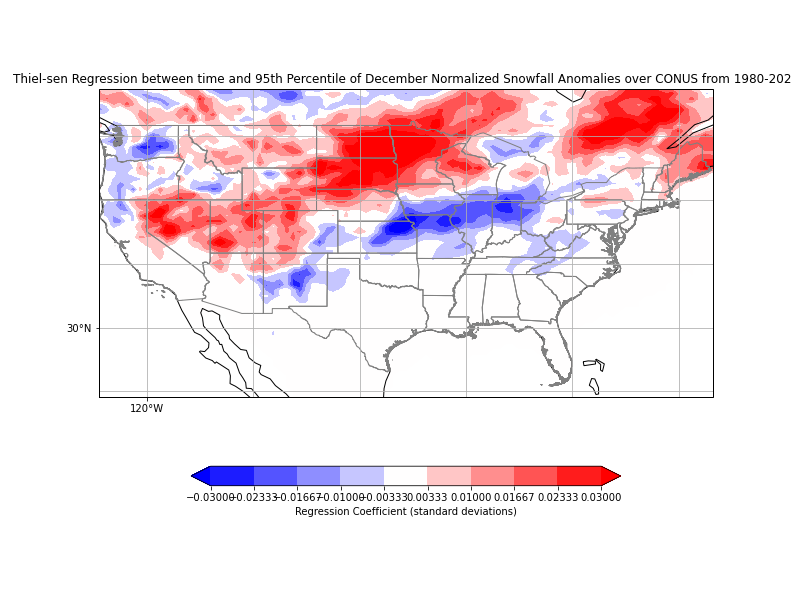 Thiel-sen Regression between time and 95th Percentile of December Normalized Snowfall Anomalies over CONUS from 1980-202
30°N
120°W
−0.03000 −0.02333 −0.01667 −0.01000 −0.00333 0.00333 0.01000 0.01667 0.02333 0.03000
Regression Coefficient (standard deviations)